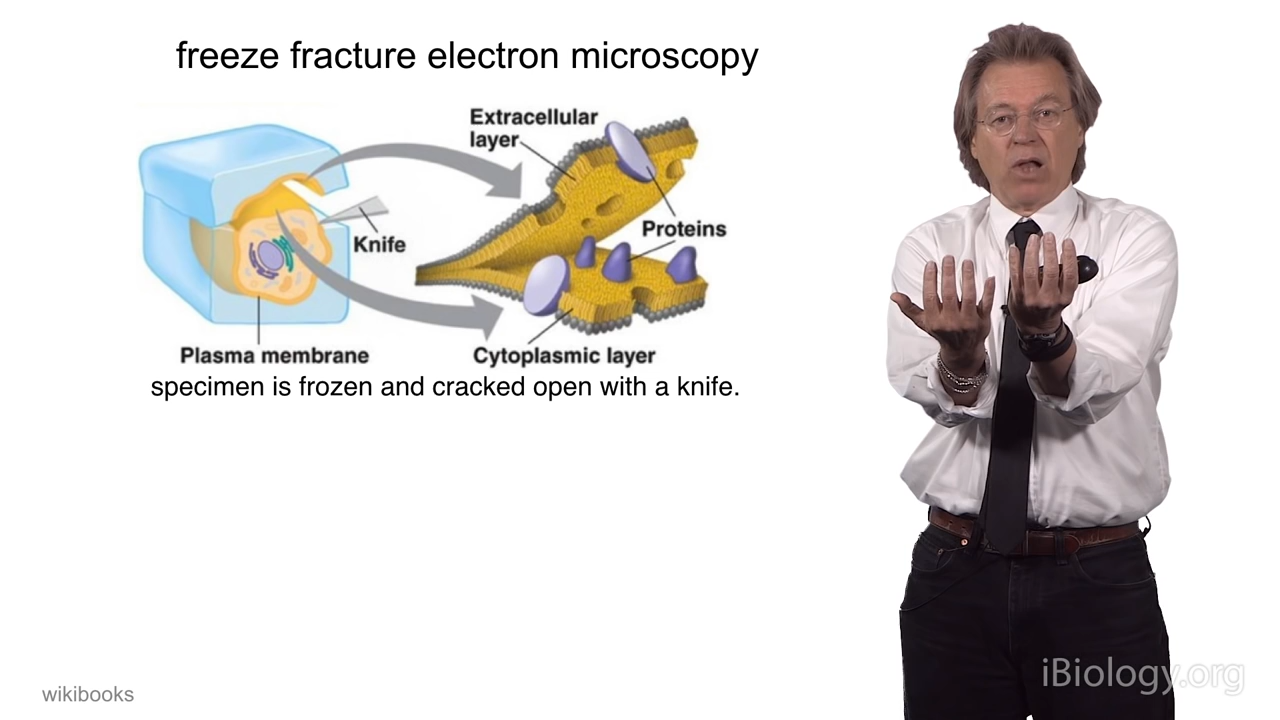 freeze fracture electron microscopy
Extracellular
layer
Proteins
Knife
Plasma membrane
Cytoplasmic layer
specimen is frozen and cracked open with a knife.
wikibooks
iBiology.org